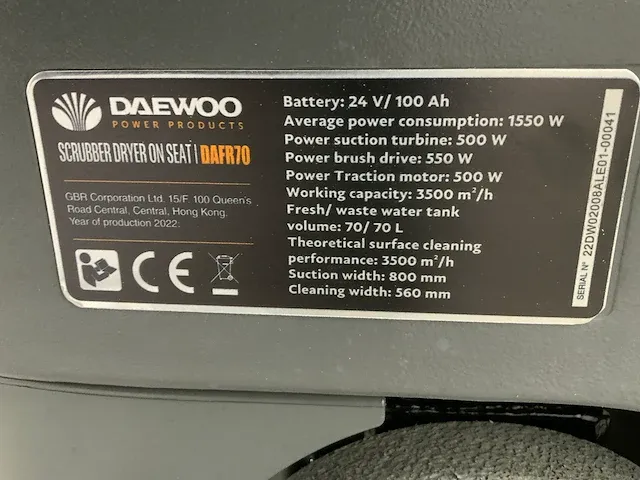 DAEWOO
POWER PRODUCTS
SCRUBBER DRYER ON SEAT | DAFR70
GBR Corporation Ltd. 15/F. 100 Queen's
Road Central, Central, Hong Kong.
Year of production 2022.
CE
Battery: 24 V/ 100 Ah
Average power consumption: 1550 W
Power suction turbine: 500 W
Power brush drive: 550 W
Power Traction motor: 500 W
Working capacity: 3500 m²/h
Fresh/ waste water tank
volume: 70/ 70 L
Theoretical surface cleaning
performance: 3500 m²/h
Suction width: 800 mm
Cleaning width: 560 mm
SERIAL N° 22DW02008ALE01-00041